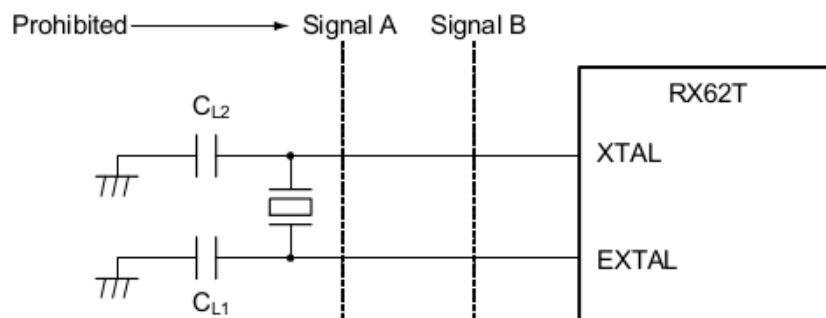 Prohibited Signal A Signal B
RX62T
CL2
XTAL
EXTAL
CL1